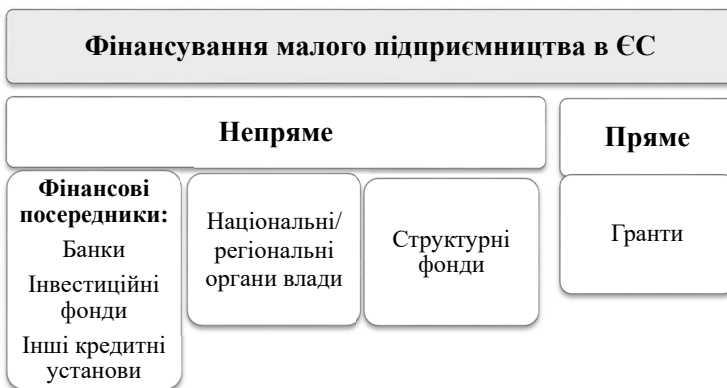 Фінансування малого підприємництва в ЄС
Непряме
Пряме
Фінансові
посередники:
Банки
Інвестиційні
фонди
Інші кредитні
установи
Національні/
регіональні
органи влади
Структурні
фонди
Гранти